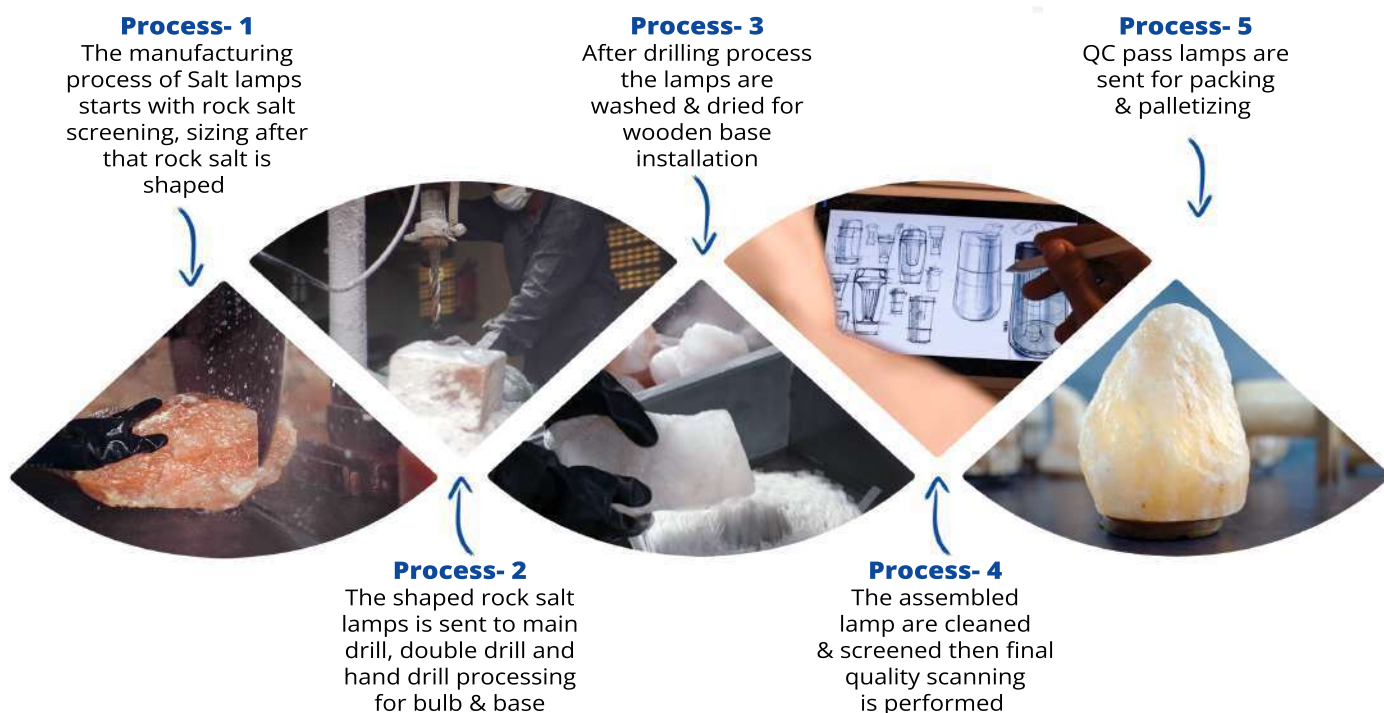 Process- 1
The manufacturing
process of Salt lamps
starts with rock salt
screening, sizing after
that rock salt is
shaped
Process- 2
The shaped rock salt
lamps is sent to main
drill, double drill and
hand drill processing
for bulb & base
Process- 3
After drilling process
the lamps are
washed & dried for
wooden base
installation
Process- 4
The assembled
lamp are cleaned
& screened then final
quality scanning
is performed
Process- 5
QC pass lamps are
sent for packing
& palletizing